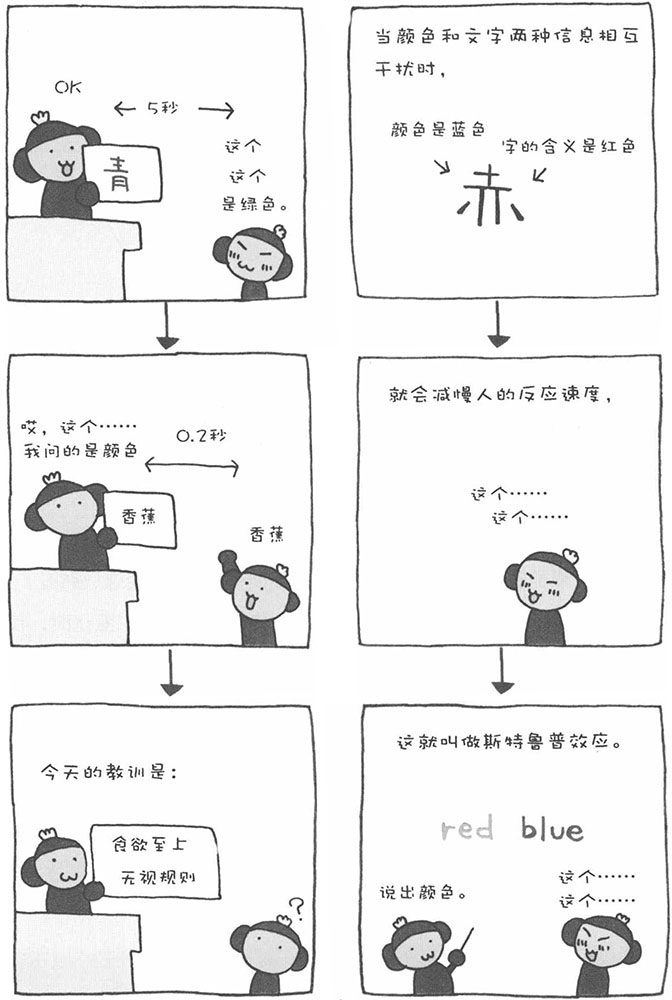 当颜色和文字两种信息相互
干扰时，
颜色是蓝色
字的含义是红色
赤
就会减慢人的反应速度，
这个……
这个……
这就叫做斯特鲁普效应。
red blue
说出颜色。
这个……
这个……
OK
5秒
青
这个
这个
是绿色。
哎，这个……
我问的是颜色
0.2秒
香蕉
香蕉
今天的教训是：
食欲至上
无视规则
?